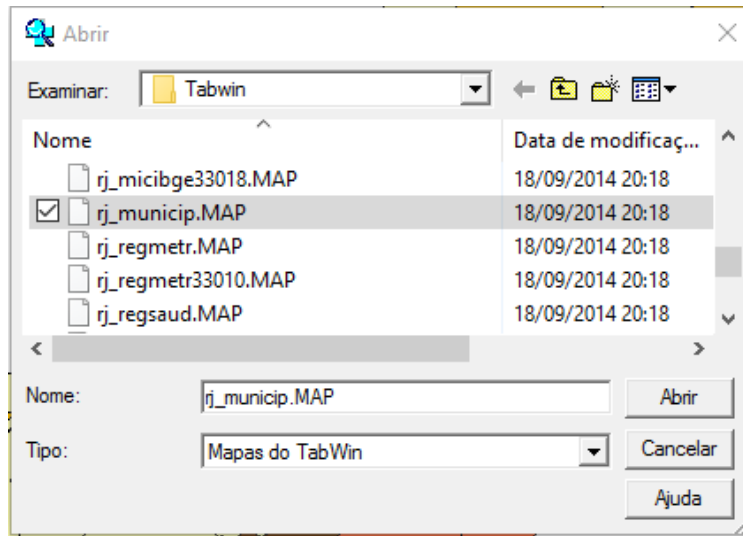 Abrir
Examinar: Tabwin
Nome Data de modificaç...
rj_micibge33018.MAP 18/09/2014 20:18
rj_municip.MAP 18/09/2014 20:18
rj_regmetr.MAP 18/09/2014 20:18
rj_regmetr33010.MAP 18/09/2014 20:18
rj_regsaud.MAP 18/09/2014 20:18
Nome: rj_municip.MAP Abrir
Tipo: Mapas do TabWin Cancelar
Ajuda